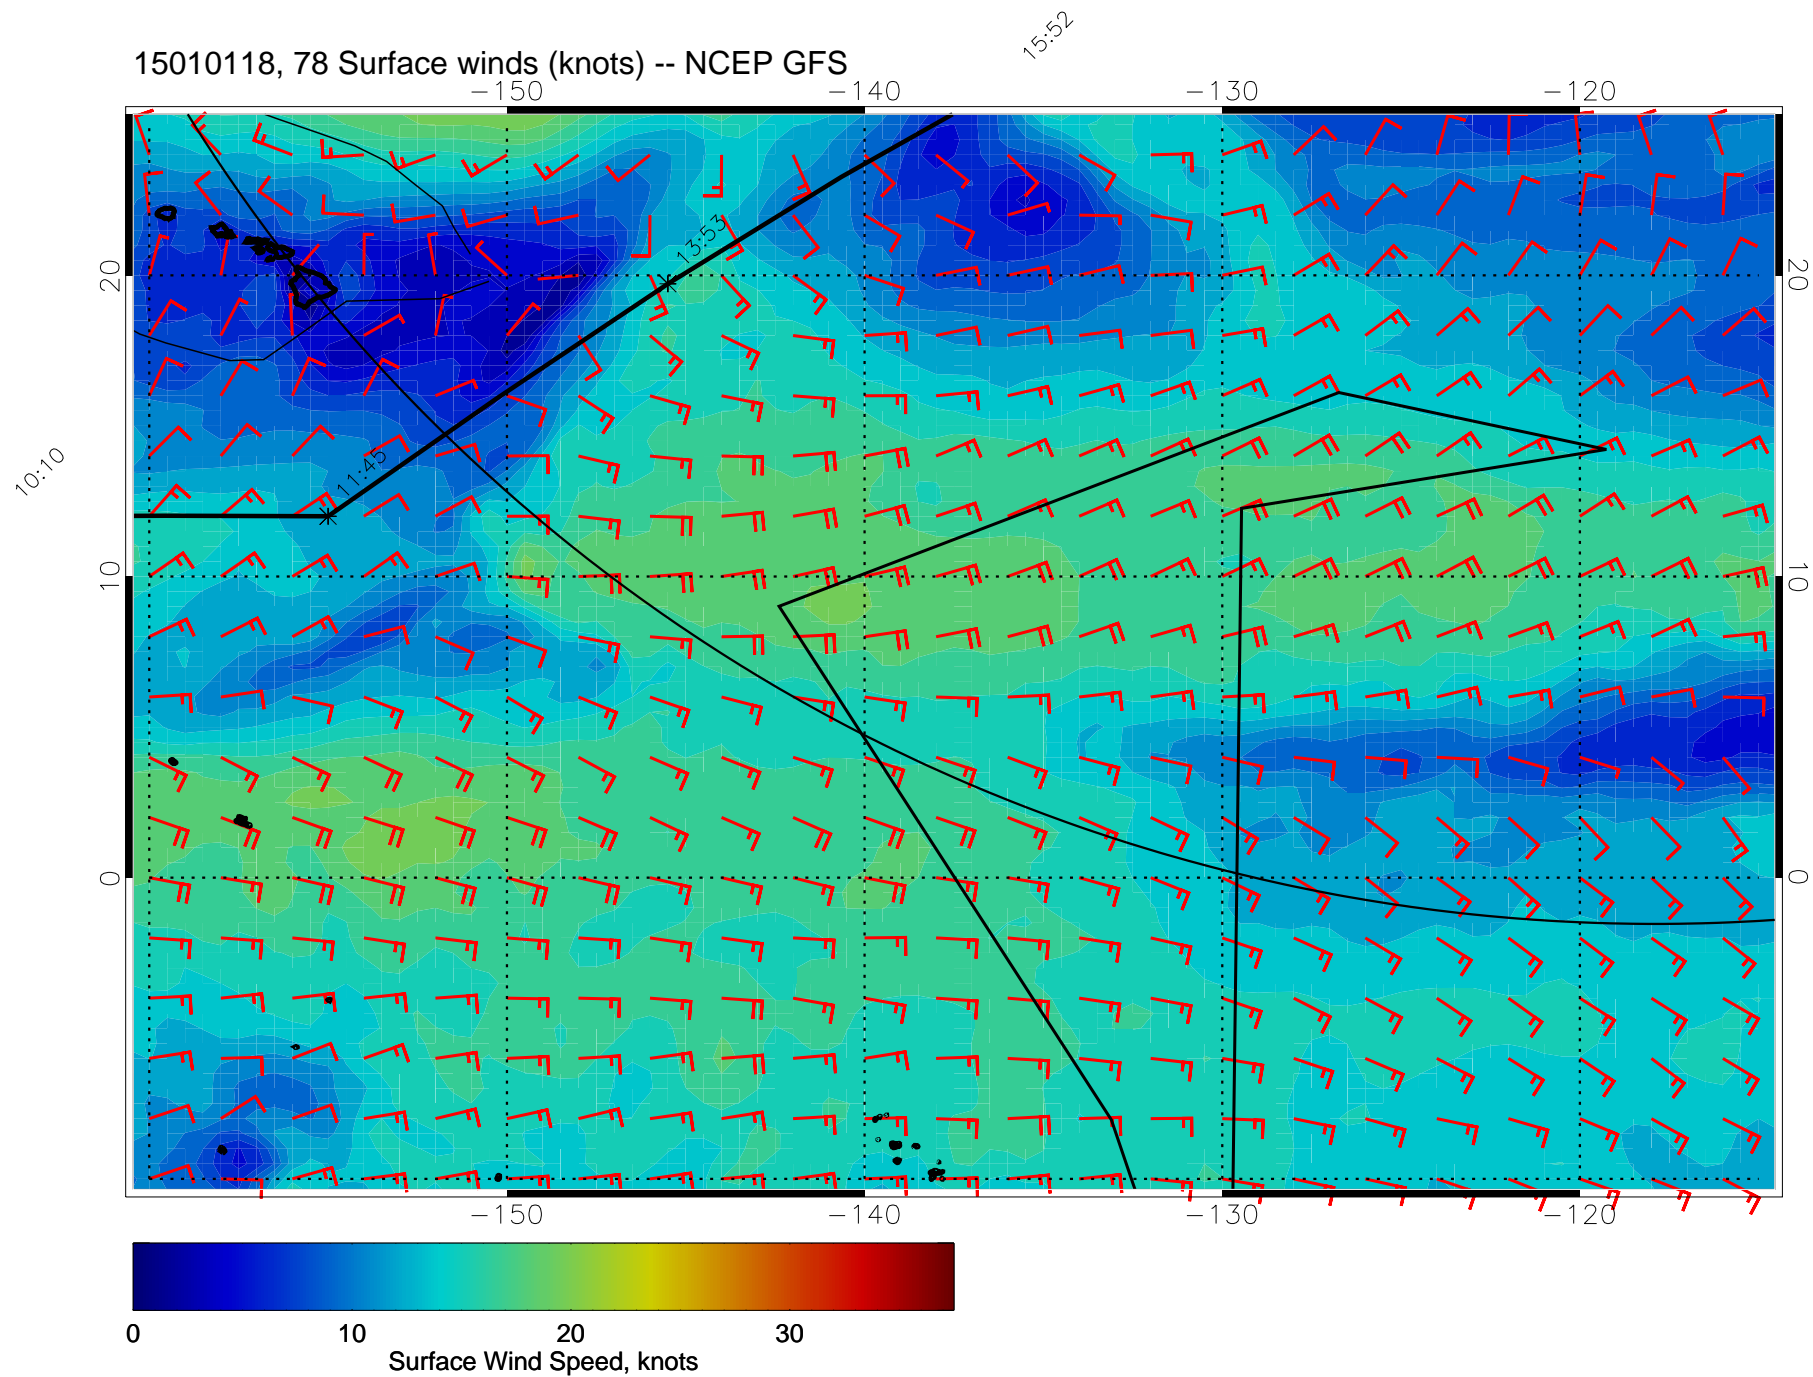 15:52
15010118, 78 Surface winds (knots) -- NCEP GFS
-150 -140 -130 -120
13:53
20 20
11:45
10:10
10 10
0 0
-150 -140 -130 -120
0 10 20 30
Surface Wind Speed, knots